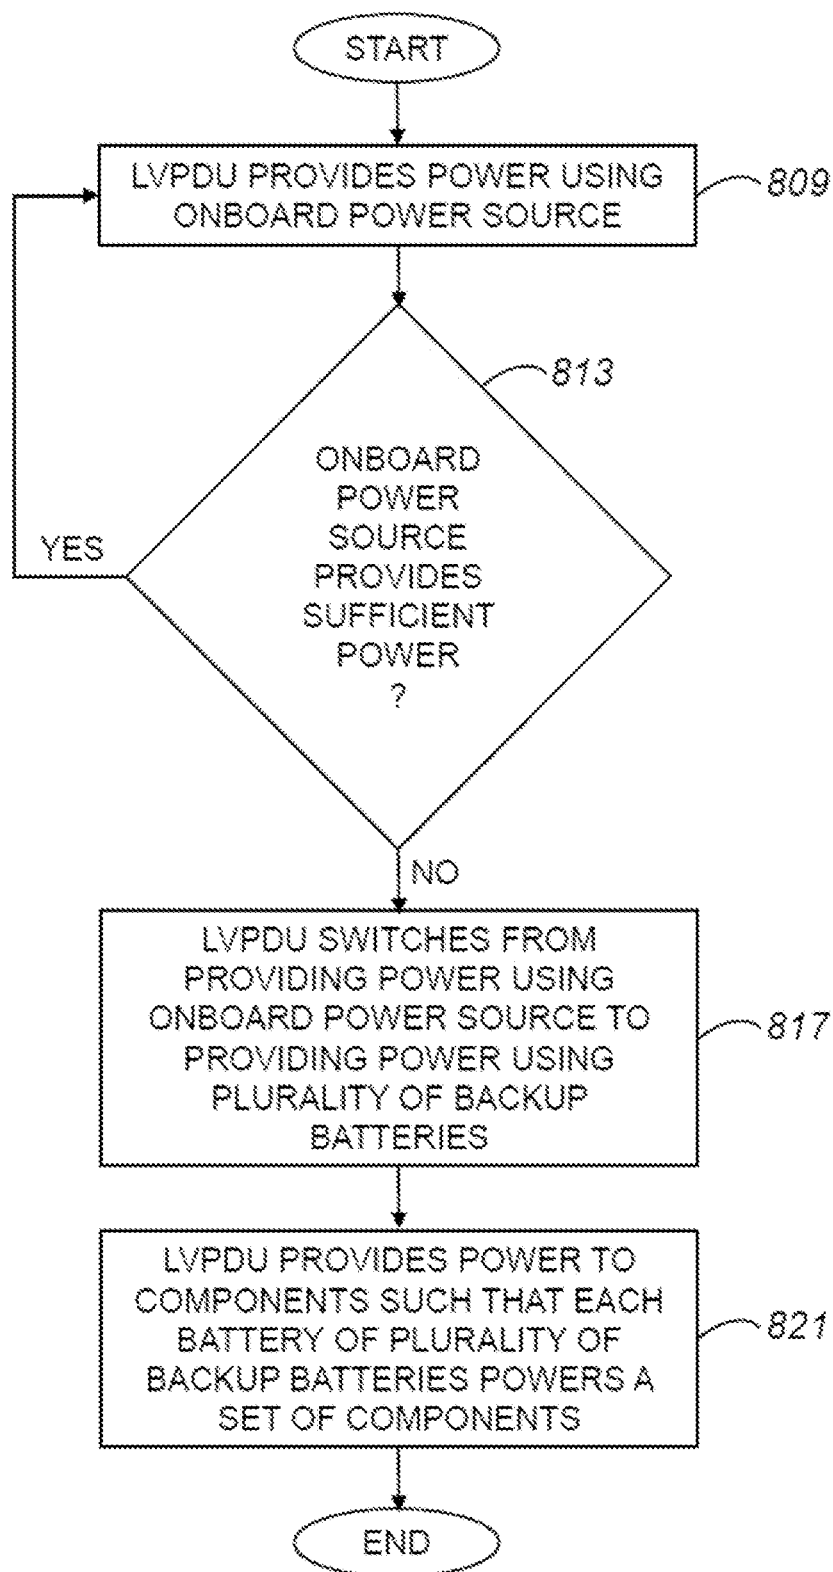 START
LVPDU PROVIDES POWER USING
ONBOARD POWER SOURCE
809
813
ONBOARD
POWER
SOURCE
PROVIDES
SUFFICIENT
POWER
?
YES
NO
LVPDU SWITCHES FROM
PROVIDING POWER USING
ONBOARD POWER SOURCE TO
PROVIDING POWER USING
PLURALITY OF BACKUP
BATTERIES
817
LVPDU PROVIDES POWER TO
COMPONENTS SUCH THAT EACH
BATTERY OF PLURALITY OF
BACKUP BATTERIES POWERS A
SET OF COMPONENTS
821
END